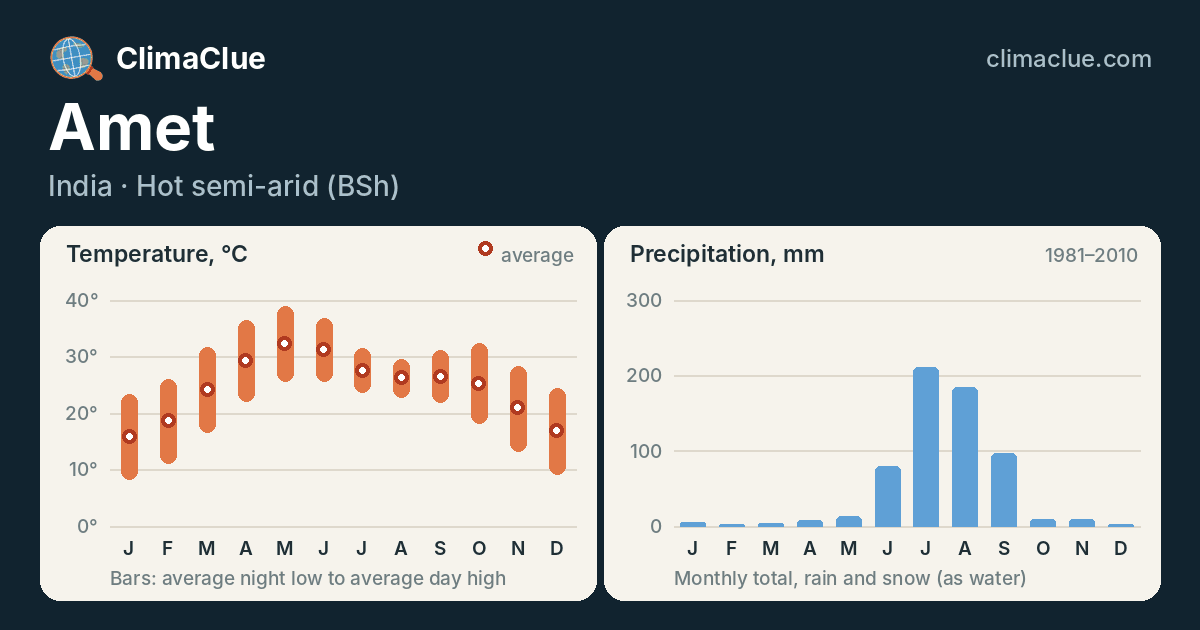 ClimaClue
climaclue.com
Amet
India · Hot semi-arid (BSh)
Temperature, °C
average
40°
30°
20°
10°
0°
J F M A M J J A S O N D
Bars: average night low to average day high
Precipitation, mm
1981–2010
300
200
100
0
J F M A M J J A S O N D
Monthly total, rain and snow (as water)